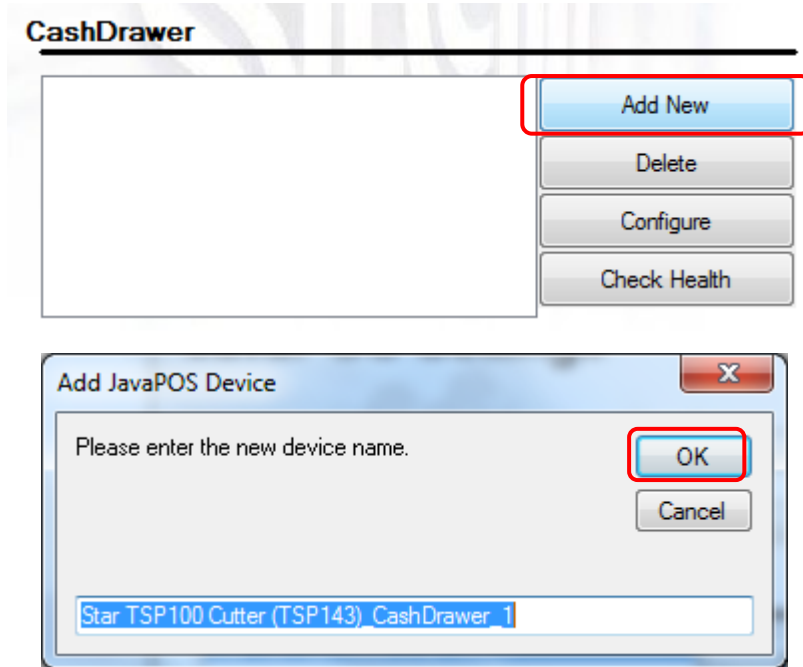 CashDrawer
Add New
Delete
Configure
Check Health
Add JavaPOS Device
Please enter the new device name.
OK
Cancel
Star TSP100 Cutter (TSP143)_CashDrawer_1